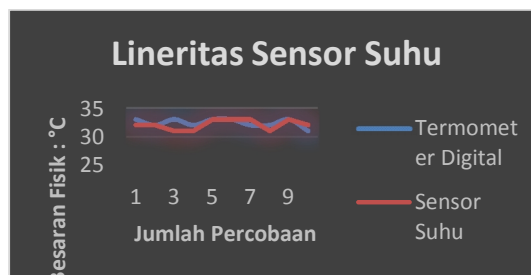 Lineritas Sensor Suhu
Besaran Fisik : °C
35
30
25
1 3 5 7 9
Jumlah Percobaan
Termomet
er Digital
Sensor
Suhu